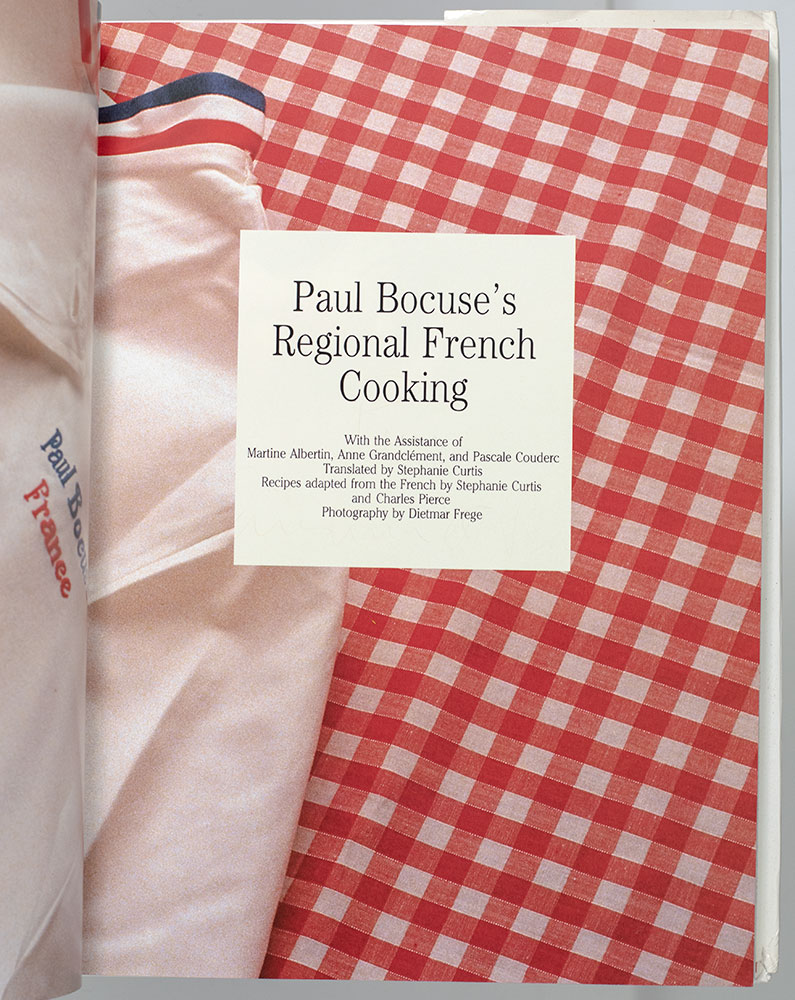 Paul Bocuse's
Regional French
Cooking
With the Assistance of
Martine Albertin, Anne Grandclément, and Pascale Couderc
Translated by Stephanie Curtis
Recipes adapted from the French by Stephanie Curtis
and Charles Pierce
Photography by Dietmar Frege
Paul Bocu
France